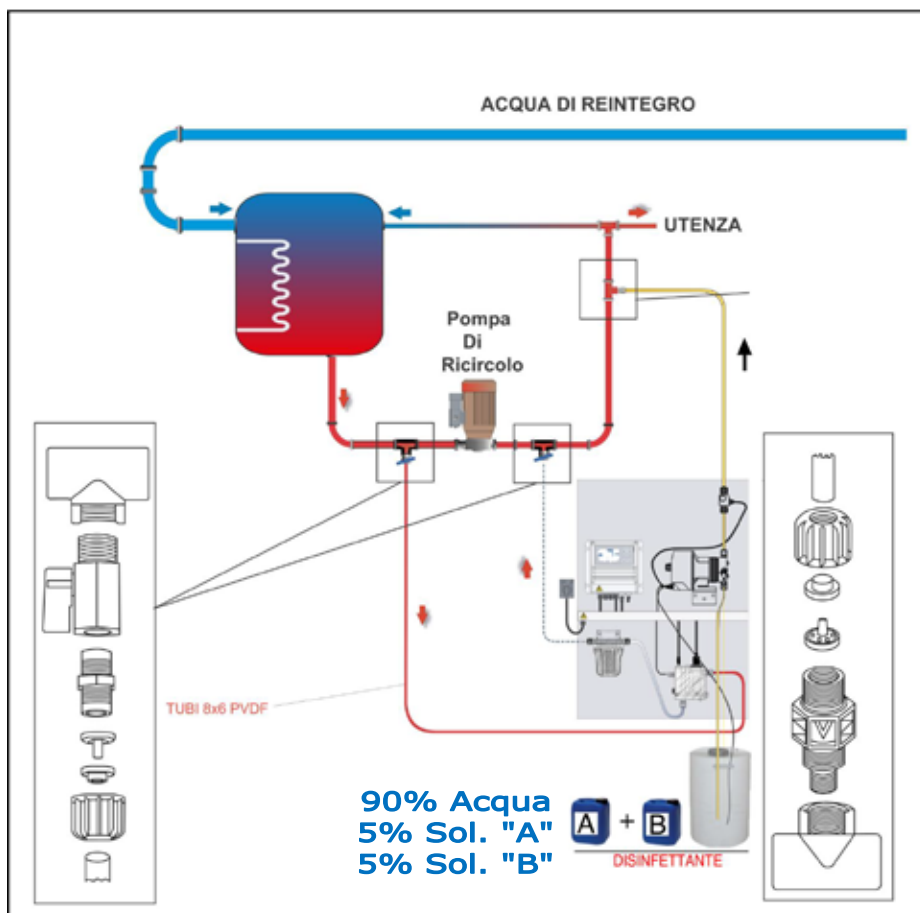 ACQUA DI REINTEGRO
UTENZA
Pompa
Di
Ricircolo
TUBI 8x6 PVDF
90% Acqua
5% Sol. "A"
5% Sol. "B"
A + B
DISINFETTANTE